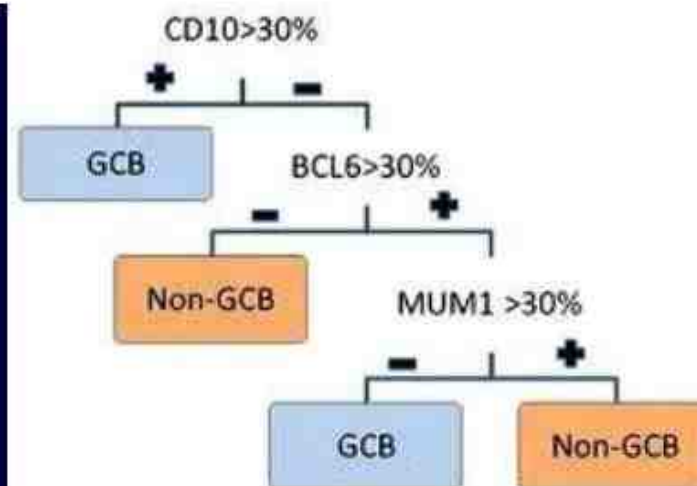 CD10>30%
+ -
GCB
BCL6>30%
- +
Non-GCB
MUM1 >30%
- +
GCB
Non-GCB